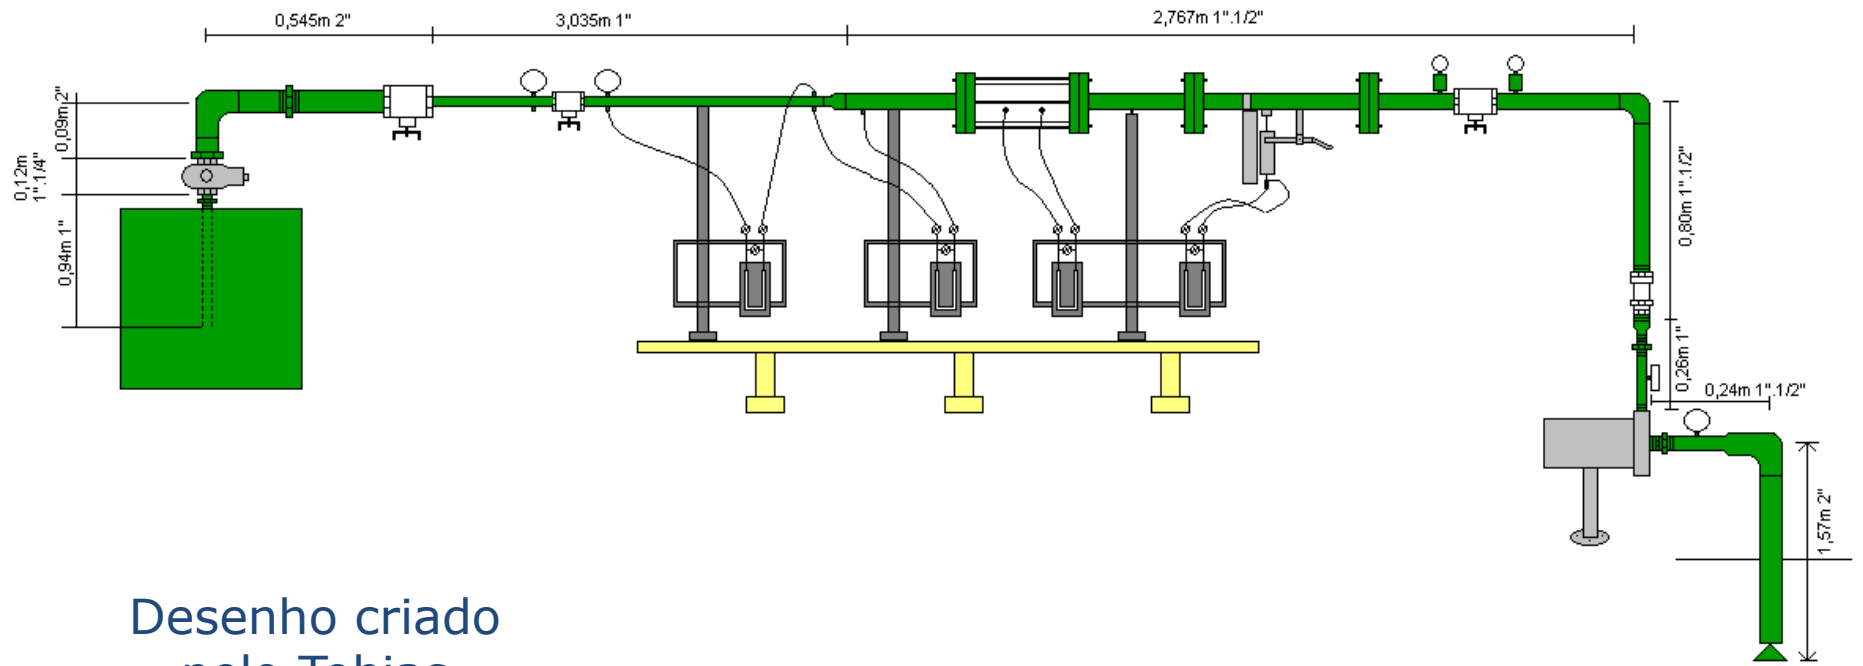 0,545m 2"
3,035m 1"
2,767m 1".1/2"
0,09m 2"
0,12m
1".1/4"
0,94m 1"
0,80m 1".1/2"
0,26m 1"
0,24m 1".1/2"
1,57m 2"
Desenho criado
pelo Tobias